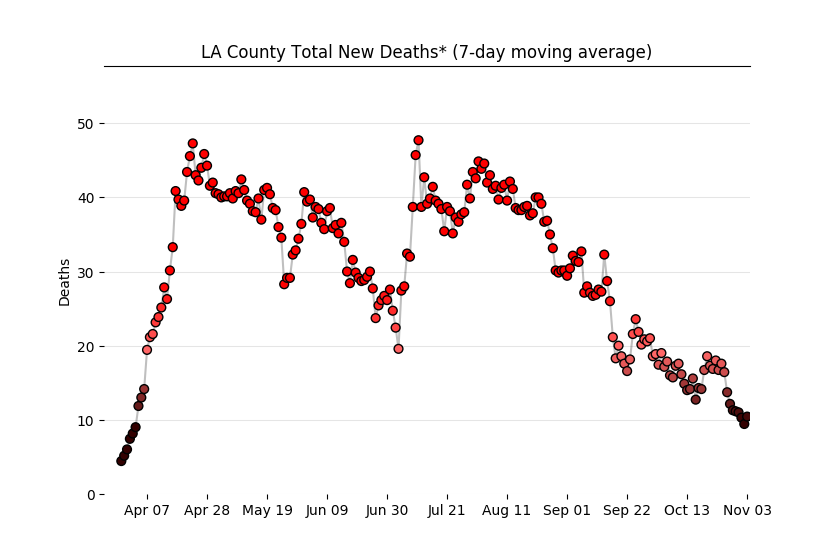 LA County Total New Deaths* (7-day moving average)
Deaths
50
40
30
20
10
0
Apr 07 Apr 28 May 19 Jun 09 Jun 30 Jul 21 Aug 11 Sep 01 Sep 22 Oct 13 Nov 03